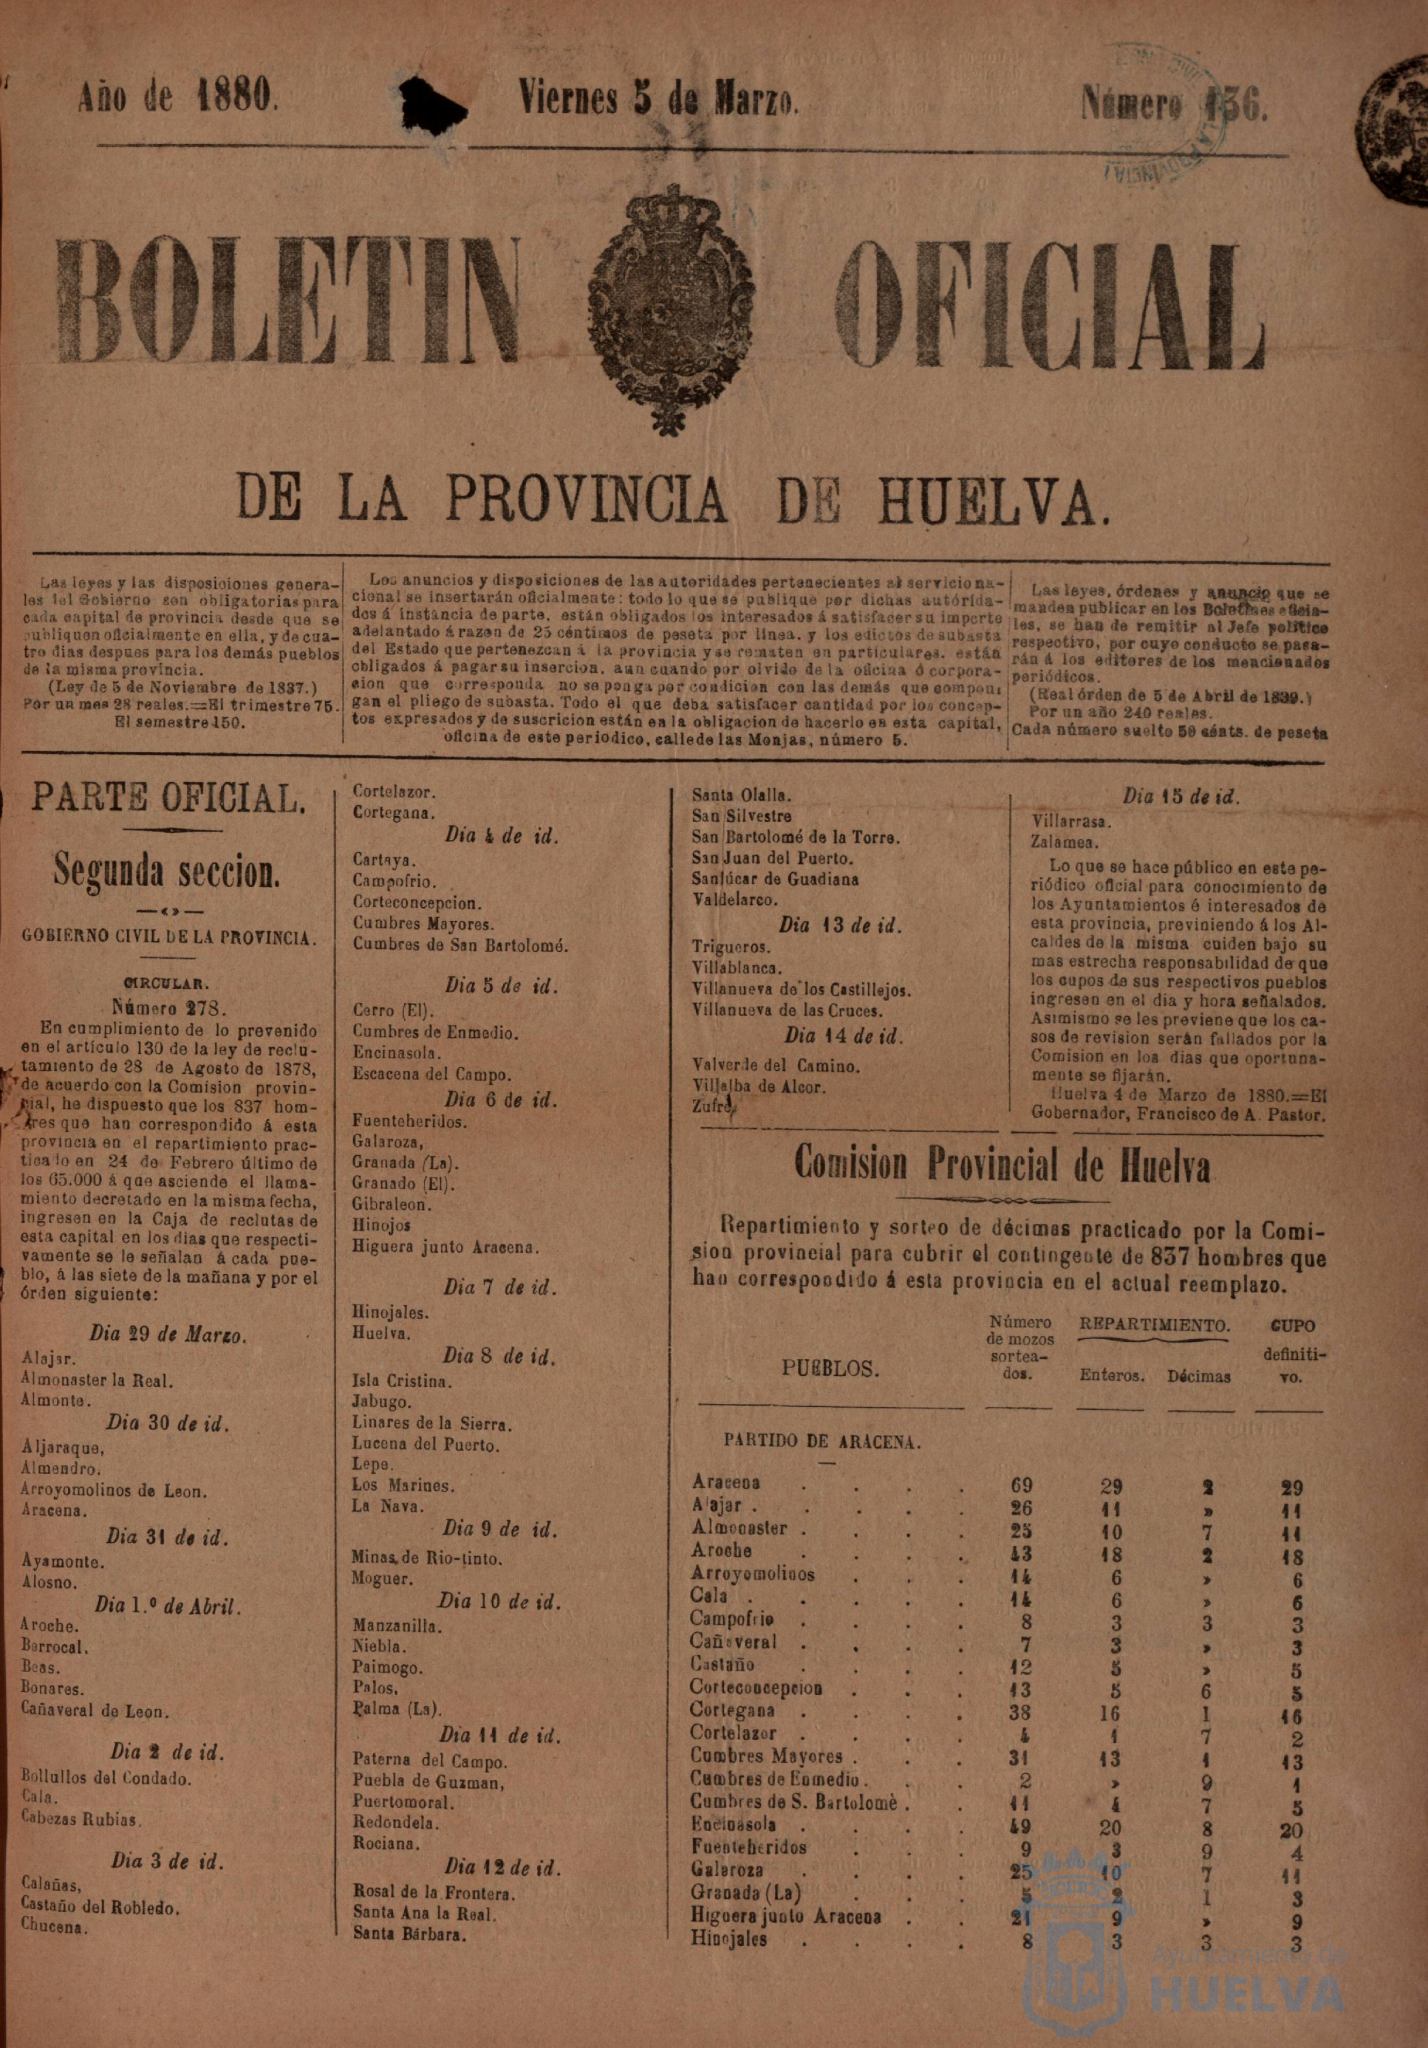 Año de 1880.
Viernes 5 de Marzo.
Número 156.
BOLETIN OFICIAL
DE LA PROVINCIA DE HUELVA.
Las leyes y las disposiciones genera-
les del Gobierno son obligatorias para
cada capital de provincia desde que se
publiquen oficialmente en ella, y de cua-
tro dias despues para los demás pueblos
de la misma provincia.
(Ley de 5 de Noviembre de 1837.)
Por un mes 28 reales.=El trimestre 75.
El semestre 150.
Los anuncios y disposiciones de las autoridades pertenecientes al servicio na-
cional se insertarán oficialmente: todo lo que se publique por dichas autórida-
des á instancia de parte, están obligados los interesados á satisfacer su importe
adelantado á razon de 25 céntimos de peseta por linea. y los edictos de subasta
del Estado que pertenezcan á la provincia y se rematen en particulares. están
obligados á pagar su insercion, aun cuando por olvido de la oficina ó corpora-
cion que corresponda no se ponga por condicion con las demás que compon-
gan el pliego de subasta. Todo el que deba satisfacer cantidad por los concep-
tos expresados y de suscricion están en la obligacion de hacerlo en esta capital,
oficina de este periodico, calle de las Monjas, número 5.
Las leyes, órdenes y anuncio que se
manden publicar en los Boletines oficia-
les, se han de remitir al Jefe politico
respectivo, por cuyo conducto se pasa-
rán á los editores de los mencionados
periódicos.
(Real órden de 5 de Abril de 1839.)
Por un año 240 reales.
Cada número suelto 50 cénts. de peseta
PARTE OFICIAL.
Segunda seccion.
GOBIERNO CIVIL DE LA PROVINCIA.
CIRCULAR.
Número 278.
En cumplimiento de lo prevenido
en el artículo 130 de la ley de reclu-
tamiento de 28 de Agosto de 1878,
de acuerdo con la Comision provin-
cial, he dispuesto que los 837 hom-
bres que han correspondido á esta
provincia en el repartimiento prac-
ticado en 24 de Febrero último de
los 65.000 á que asciende el llama-
miento decretado en la misma fecha,
ingresen en la Caja de reclutas de
esta capital en los dias que respecti-
vamente se le señalan á cada pue-
blo, á las siete de la mañana y por el
órden siguiente:
Dia 29 de Marzo.
Alajar.
Almonaster la Real.
Almonte.
Dia 30 de id.
Aljaraque,
Almendro.
Arroyomolinos de Leon.
Aracena.
Dia 31 de id.
Ayamonte.
Alosno.
Dia 1.º de Abril.
Aroche.
Berrocal.
Beas.
Bonares.
Cañaveral de Leon.
Dia 2 de id.
Bollullos del Condado.
Cala.
Cabezas Rubias.
Dia 3 de id.
Calañas,
Castaño del Robledo.
Chucena.
Cortelazor.
Cortegana.
Dia 4 de id.
Cartaya.
Campofrio.
Corteconcepcion.
Cumbres Mayores.
Cumbres de San Bartolomé.
Dia 5 de id.
Cerro (El).
Cumbres de Enmedio.
Encinasola.
Escacena del Campo.
Dia 6 de id.
Fuenteheridos.
Galaroza,
Granada (La).
Granado (El).
Gibraleon.
Hinojos
Higuera junto Aracena.
Dia 7 de id.
Hinojales.
Huelva.
Dia 8 de id.
Isla Cristina.
Jabugo.
Linares de la Sierra.
Lucena del Puerto.
Lepe.
Los Marines.
La Nava.
Dia 9 de id.
Minas de Rio-tinto.
Moguer.
Dia 10 de id.
Manzanilla.
Niebla.
Paimogo.
Palos,
Palma (La).
Dia 11 de id.
Paterna del Campo.
Puebla de Guzman,
Puertomoral.
Redondela.
Rociana.
Dia 12 de id.
Rosal de la Frontera.
Santa Ana la Real.
Santa Bárbara.
Santa Olalla.
San Silvestre
San Bartolomé de la Torre.
San Juan del Puerto.
Sanlúcar de Guadiana
Valdelarco.
Dia 13 de id.
Trigueros.
Villablanca.
Villanueva de los Castillejos.
Villanueva de las Cruces.
Dia 14 de id.
Valverde del Camino.
Villalba de Alcor.
Zufre
Dia 15 de id.
Villarrasa.
Zalamea.
Lo que se hace público en este pe-
riódico oficial para conocimiento de
los Ayuntamientos é interesados de
esta provincia, previniendo á los Al-
caldes de la misma cuiden bajo su
mas estrecha responsabilidad de que
los cupos de sus respectivos pueblos
ingresen en el dia y hora señalados.
Asimismo se les previene que los ca-
sos de revision serán fallados por la
Comision en los dias que oportuna-
mente se fijarán.
Huelva 4 de Marzo de 1880.=El
Gobernador, Francisco de A. Pastor.
Comision Provincial de Huelva
Repartimiento y sorteo de décimas practicado por la Comi-
sion provincial para cubrir el contingente de 837 hombres que
han correspondido á esta provincia en el actual reemplazo.
PUEBLOS. Número de mozos sortea-dos. REPARTIMIENTO. Enteros. Décimas CUPO definiti-vo.
PARTIDO DE ARACENA.
Aracena . . . . 69 29 2 29
Alajar . . . . . 26 11 » 11
Almonaster . . . . 25 10 7 11
Aroche . . . . 43 18 2 18
Arroyomolinos . . . 14 6 » 6
Cala . . . . . 14 6 » 6
Campofrio . . . . 8 3 3 3
Cañaveral . . . . 7 3 » 3
Castaño . . . . 12 5 » 5
Corteconcepcion . . . 13 5 6 5
Cortegana . . . . 38 16 1 16
Cortelazor . . . . 4 1 7 2
Cumbres Mayores . . . 31 13 1 13
Cumbres de Enmedio . . . 2 » 9 1
Cumbres de S. Bartolomè . . 11 4 7 5
Encinasola . . . . 49 20 8 20
Fuenteheridos . . . 9 3 9 4
Galaroza . . . . 25 10 7 11
Granada (La) . . . 5 2 1 3
Higuera junto Aracena . . 21 9 » 9
Hinojales . . . . 8 3 3 3
Ayuntamiento de
HUELVA